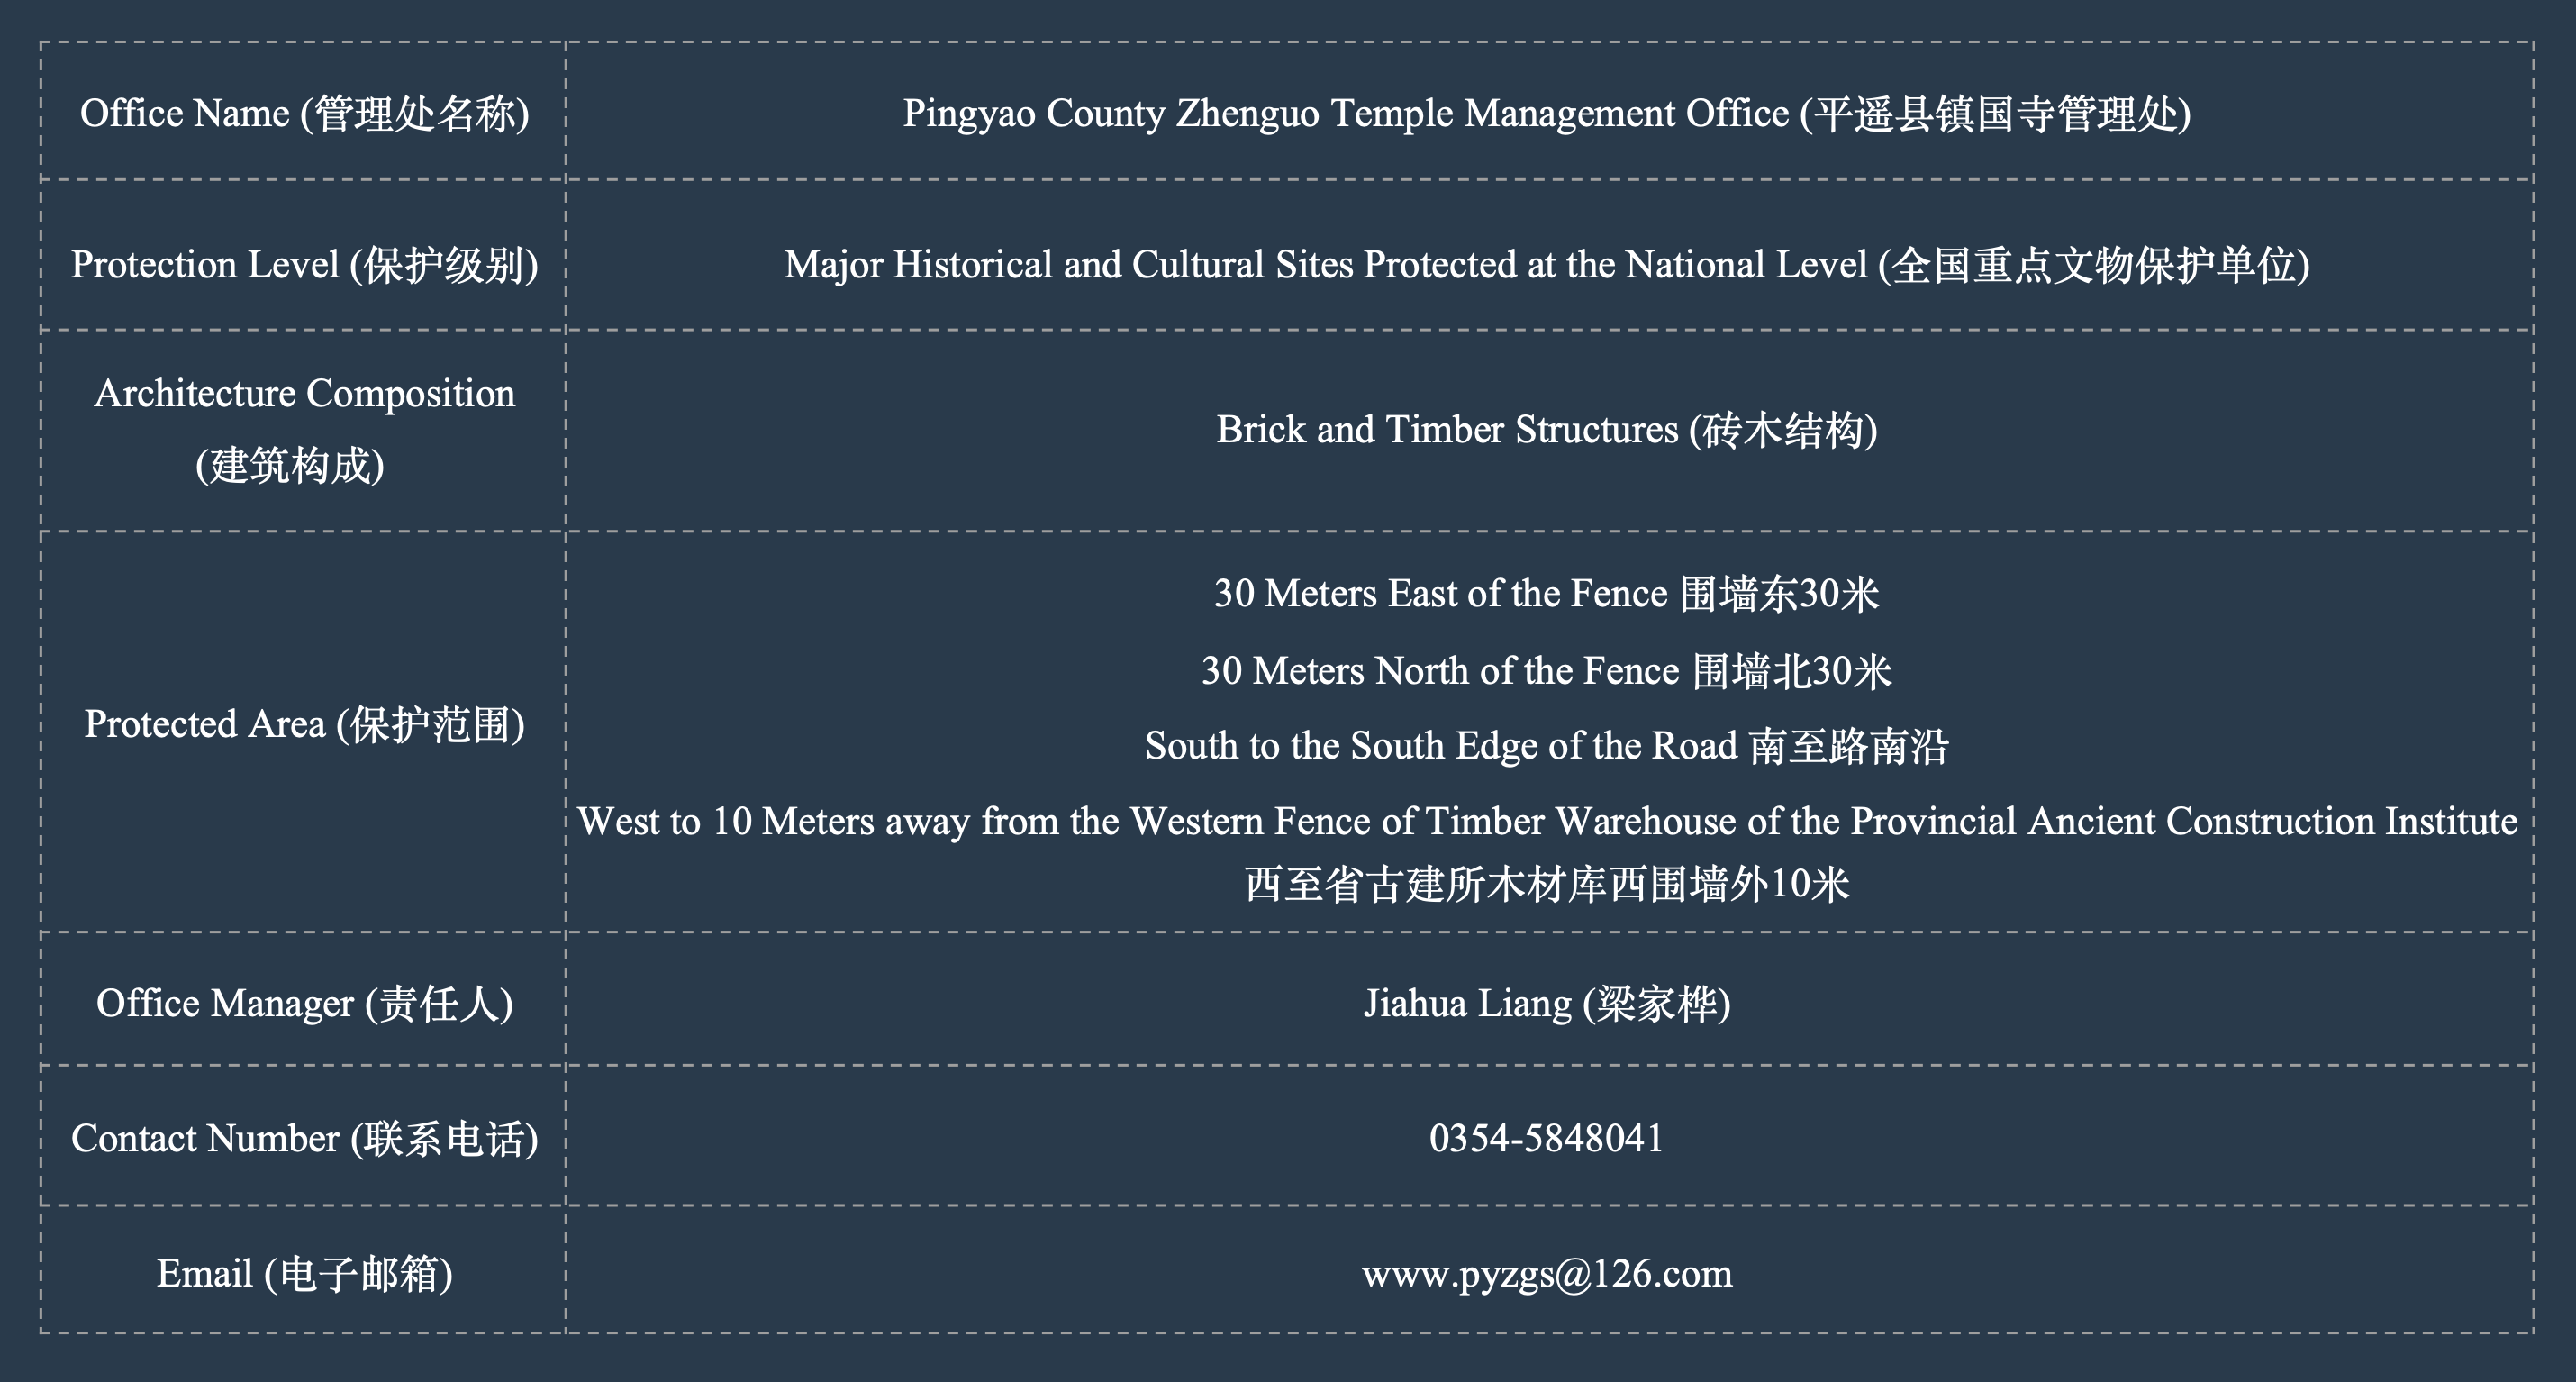 Office Name (管理处名称)
Pingyao County Zhenguo Temple Management Office (平遥县镇国寺管理处)
Protection Level (保护级别)
Major Historical and Cultural Sites Protected at the National Level (全国重点文物保护单位)
Architecture Composition
(建筑构成)
Brick and Timber Structures (砖木结构)
Protected Area (保护范围)
30 Meters East of the Fence 围墙东30米
30 Meters North of the Fence 围墙北30米
South to the South Edge of the Road 南至路南沿
West to 10 Meters away from the Western Fence of Timber Warehouse of the Provincial Ancient Construction Institute
西至省古建所木材库西围墙外10米
Office Manager (责任人)
Jiahua Liang (梁家桦)
Contact Number (联系电话)
0354-5848041
Email (电子邮箱)
www.pyzgs@126.com